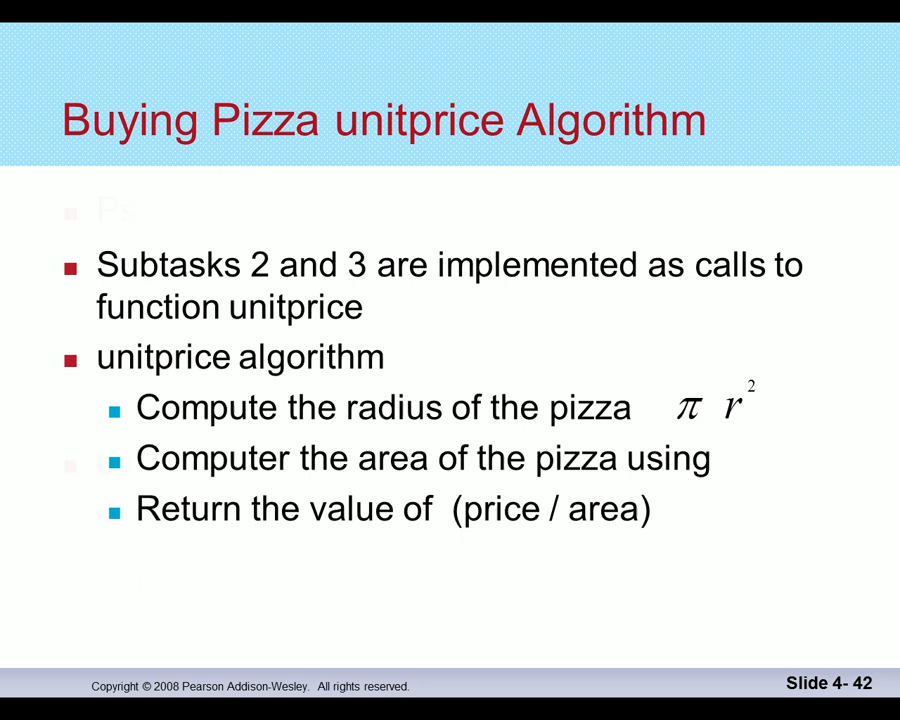 Buying Pizza unitprice Algorithm
Subtasks 2 and 3 are implemented as calls to
function unitprice
unitprice algorithm
Compute the radius of the pizza π r²
Computer the area of the pizza using
Return the value of (price / area)
Copyright © 2008 Pearson Addison-Wesley. All rights reserved.
Slide 4- 42